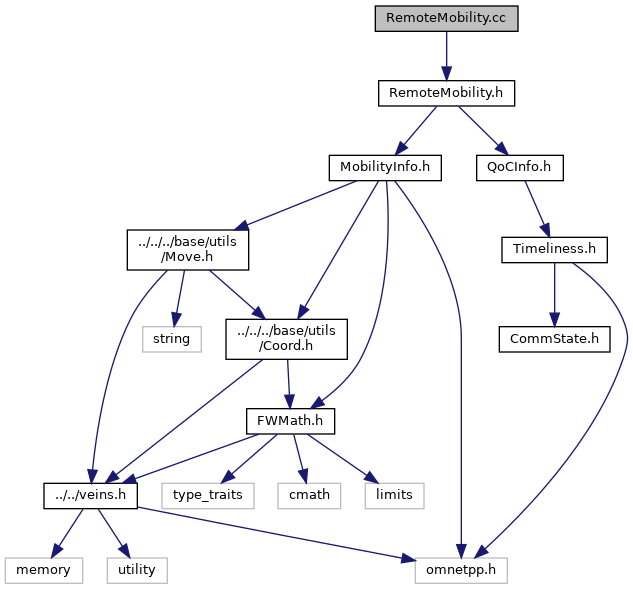 RemoteMobility.cc
RemoteMobility.h
MobilityInfo.h
QoCInfo.h
../../../base/utils
/Move.h
Timeliness.h
string
../../../base/utils
/Coord.h
CommState.h
FWMath.h
../../veins.h
type_traits
cmath
limits
memory
utility
omnetpp.h